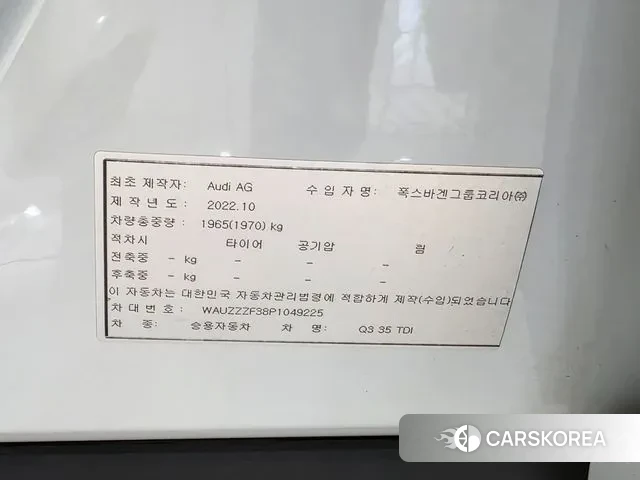 최초 제작자: Audi AG 수 입 자 명: 폭스바겐그룹코리아㈜
제 작 년 도 : 2022.10
차량총중량 : 1965(1970) kg
적차시 타이어 공기압 림
전축중 - kg - - -
후축중 - kg - - -
이 자동차는 대한민국 자동차관리법령에 적합하게 제작(수입)되었습니다
차 대 번 호 : WAUZZZF38P1049225
차 종: 승용자동차 차 명: Q3 35 TDI
CARSKOREA